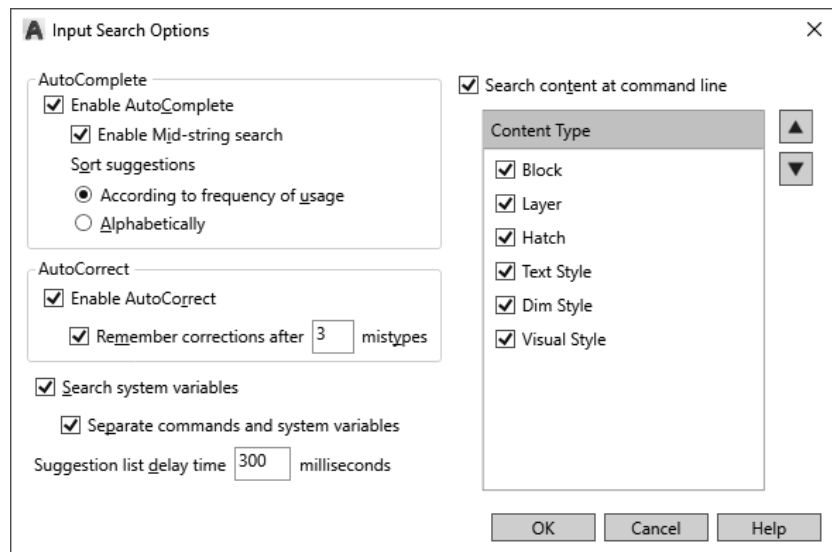 Input Search Options
AutoComplete
Enable AutoComplete
Enable Mid-string search
Sort suggestions
According to frequency of usage
Alphabetically
AutoCorrect
Enable AutoCorrect
Remember corrections after 3 mistypes
Search system variables
Separate commands and system variables
Suggestion list delay time 300 milliseconds
Search content at command line
Content Type
Block
Layer
Hatch
Text Style
Dim Style
Visual Style
OK Cancel Help